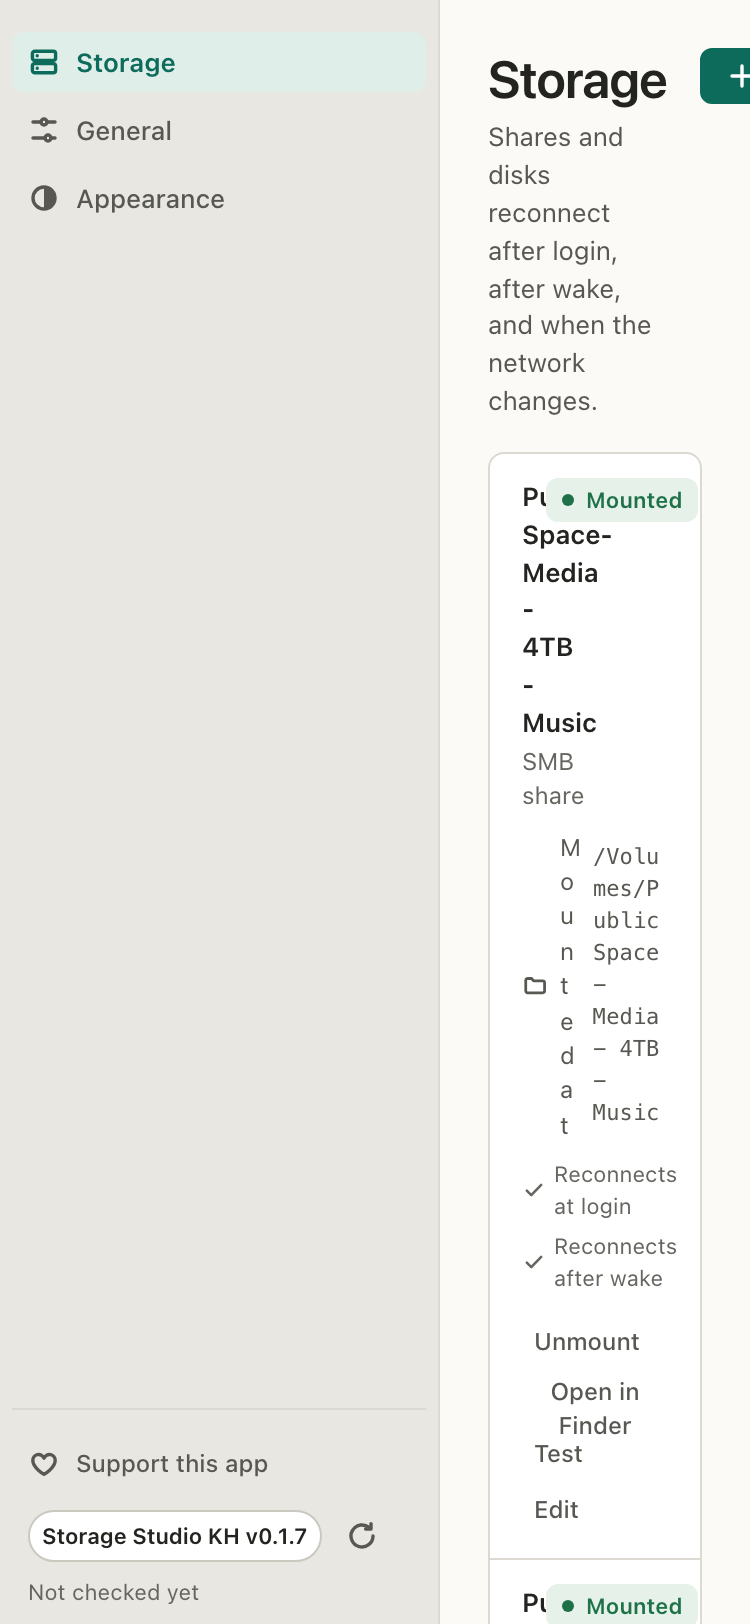 Storage
General
Appearance
Support this app
Storage Studio KH v0.1.7
Not checked yet
Storage
Shares and
disks
reconnect
after login,
after wake,
and when the
network
changes.
Mounted
Space-
Media
-
4TB
-
Music
SMB
share
M
o
u
n
t
e
d
a
t
/Volu
mes/P
ublic
Space
–
Media
– 4TB
–
Music
Reconnects
at login
Reconnects
after wake
Unmount
Open in
Finder
Test
Edit
Mounted